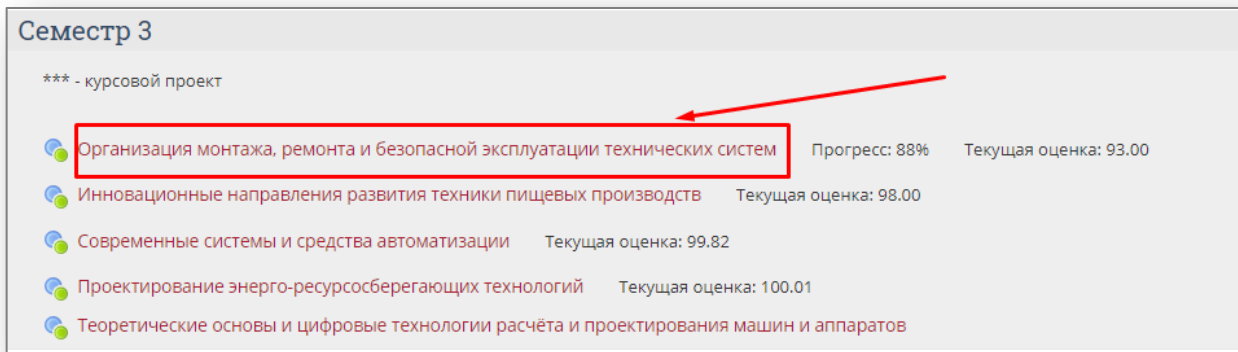 Семестр 3
*** - курсовой проект
Организация монтажа, ремонта и безопасной эксплуатации технических систем Прогресс: 88% Текущая оценка: 93.00
Инновационные направления развития техники пищевых производств Текущая оценка: 98.00
Современные системы и средства автоматизации Текущая оценка: 99.82
Проектирование энерго-ресурсосберегающих технологий Текущая оценка: 100.01
Теоретические основы и цифровые технологии расчёта и проектирования машин и аппаратов